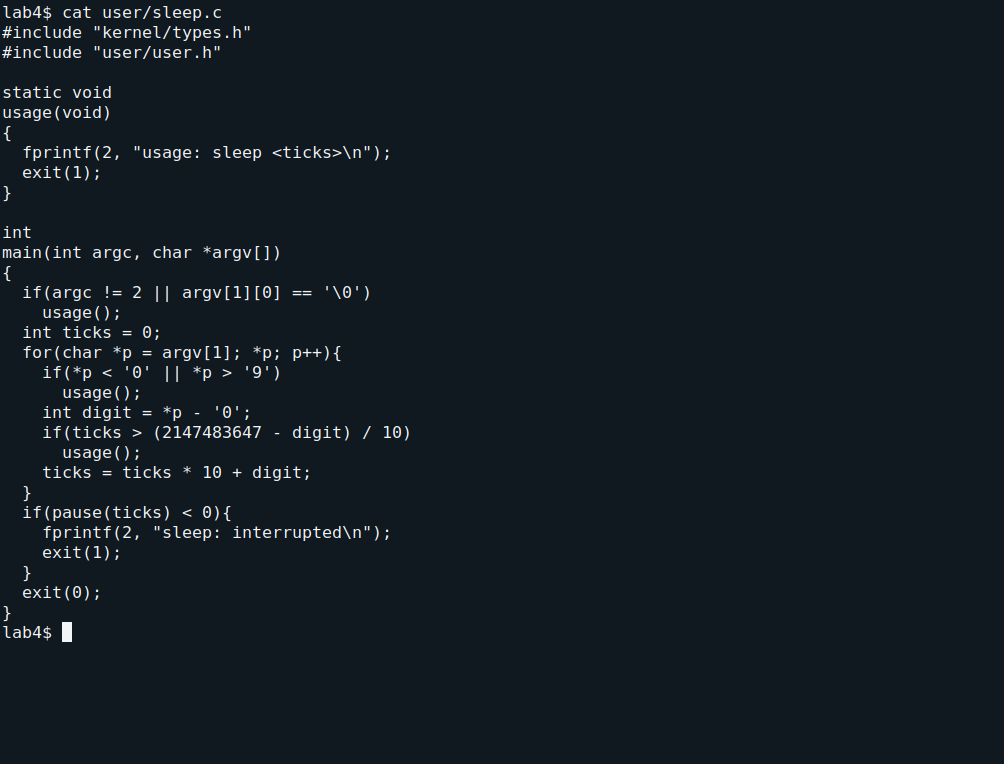 lab4$ cat user/sleep.c
#include "kernel/types.h"
#include "user/user.h"

static void
usage(void)
{
  fprintf(2, "usage: sleep <ticks>\n");
  exit(1);
}

int
main(int argc, char *argv[])
{
  if(argc != 2 || argv[1][0] == '\0')
    usage();
  int ticks = 0;
  for(char *p = argv[1]; *p; p++){
    if(*p < '0' || *p > '9')
      usage();
    int digit = *p - '0';
    if(ticks > (2147483647 - digit) / 10)
      usage();
    ticks = ticks * 10 + digit;
  }
  if(pause(ticks) < 0){
    fprintf(2, "sleep: interrupted\n");
    exit(1);
  }
  exit(0);
}
lab4$